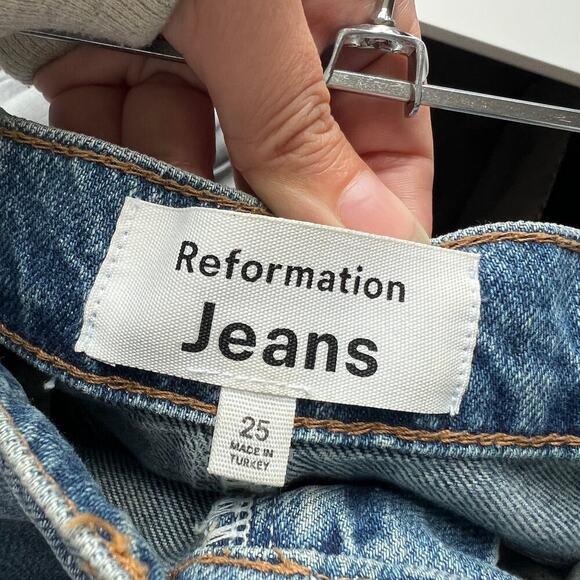 Reformation
Jeans
25
MADE IN
TURKEY